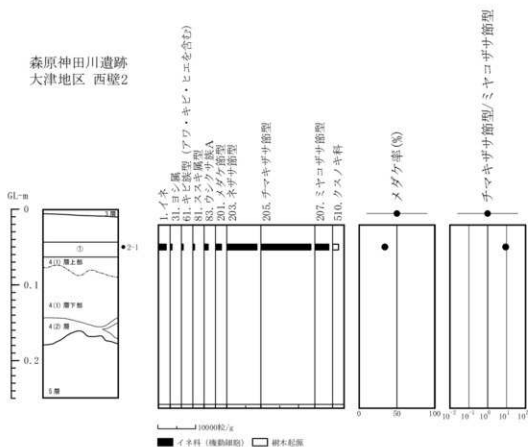 森原神田川遺跡
大津地区 西壁2
1. イネ
31. ヨシ属
61. キビ族型 (アワ・キビ・ヒエを含む)
81. ススキ属型
83. ウシクサ族A
201. メダケ節型
203. ネザサ節型
205. チマキザサ節型
207. ミヤコザサ節型
510. クスノキ科
メダケ率(%)
チマキザサ節型/ミヤコザサ節型
GL-m
0
0.1
0.2
①
2-1
4(1) 層上部
4(1) 層下部
4(2) 層
5層
10000粒/g
イネ科 (機動細胞)
樹木起源
0 50 100
10⁻² 10⁻¹ 10⁰ 10¹ 10²